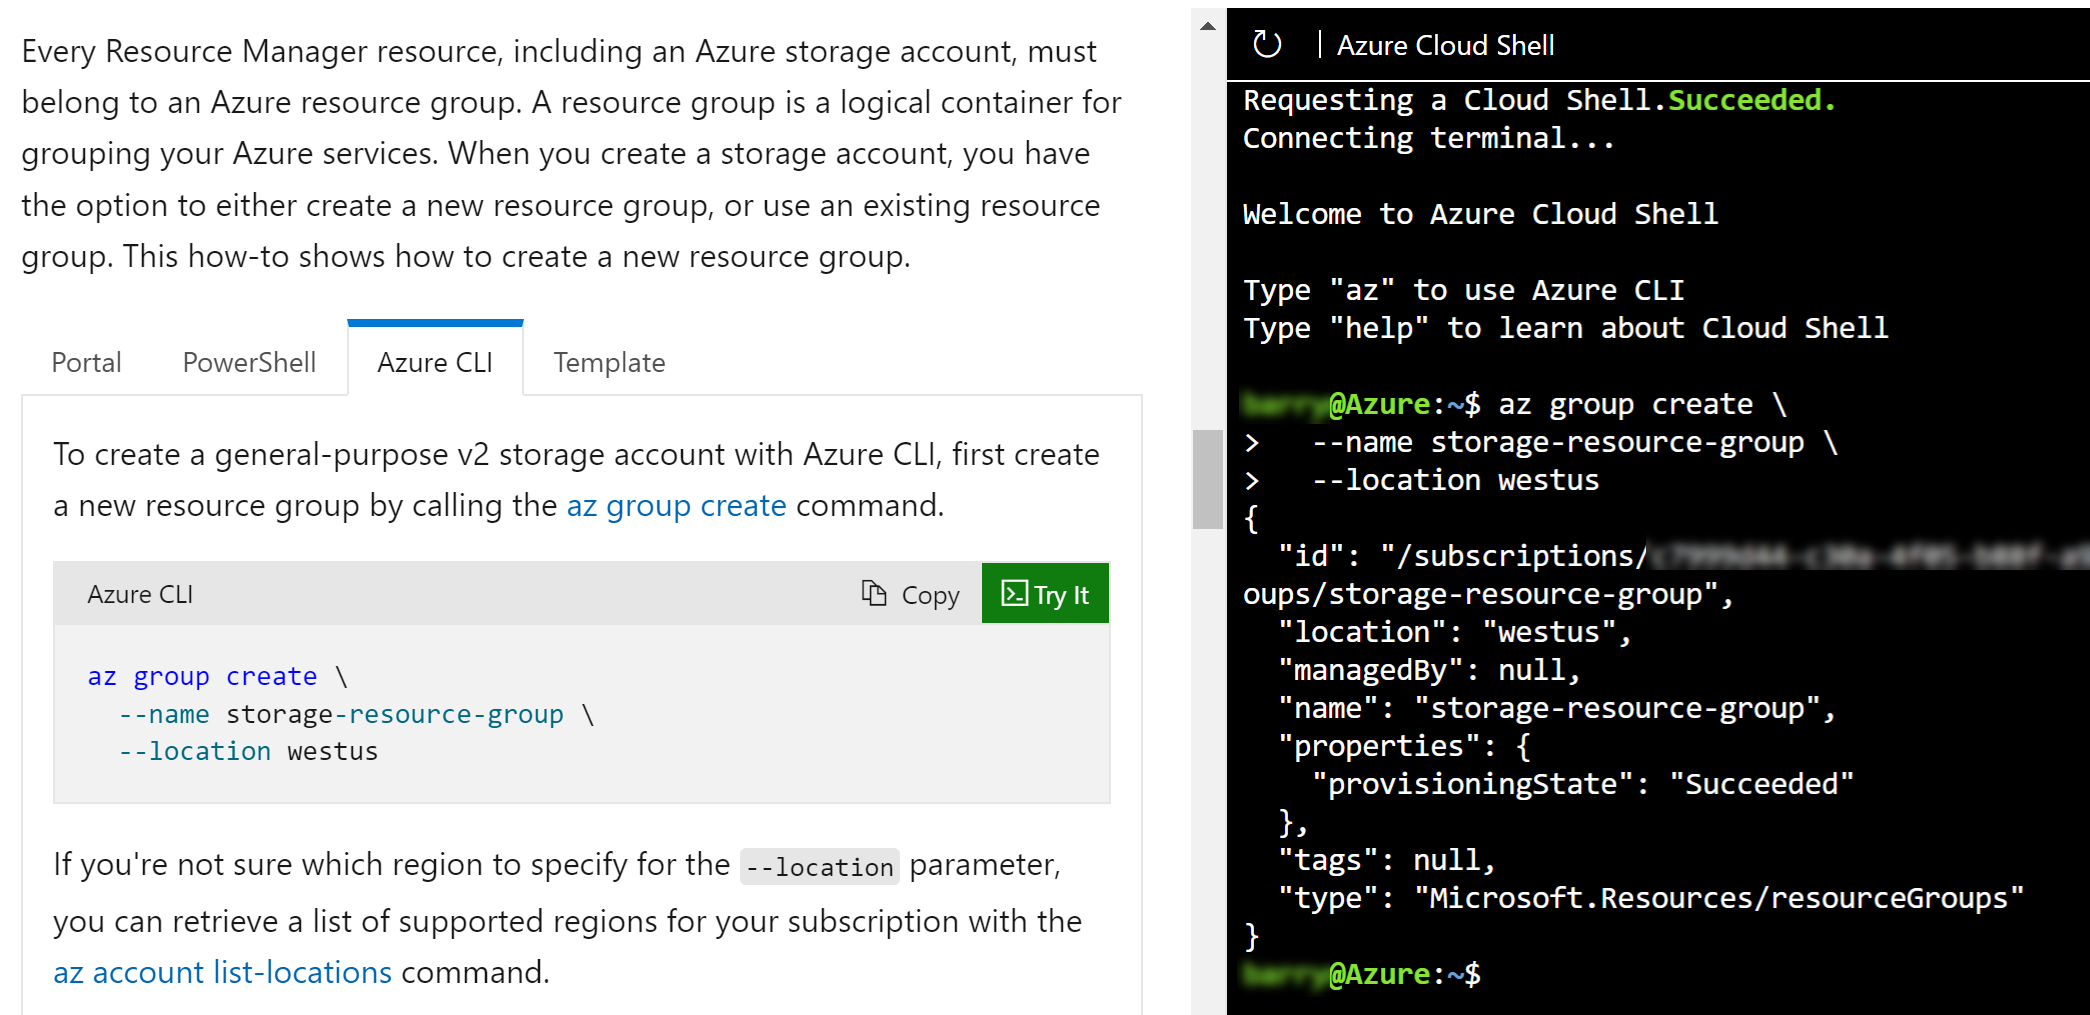 Every Resource Manager resource, including an Azure storage account, must
belong to an Azure resource group. A resource group is a logical container for
grouping your Azure services. When you create a storage account, you have
the option to either create a new resource group, or use an existing resource
group. This how-to shows how to create a new resource group.
Portal PowerShell Azure CLI Template
To create a general-purpose v2 storage account with Azure CLI, first create
a new resource group by calling the az group create command.
Azure CLI Copy Try It
az group create \
  --name storage-resource-group \
  --location westus
If you're not sure which region to specify for the --location parameter,
you can retrieve a list of supported regions for your subscription with the
az account list-locations command.
| Azure Cloud Shell
Requesting a Cloud Shell.Succeeded.
Connecting terminal...
Welcome to Azure Cloud Shell
Type "az" to use Azure CLI
Type "help" to learn about Cloud Shell
@Azure:~$ az group create \
>   --name storage-resource-group \
>   --location westus
{
  "id": "/subscriptions/
oups/storage-resource-group",
  "location": "westus",
  "managedBy": null,
  "name": "storage-resource-group",
  "properties": {
    "provisioningState": "Succeeded"
  },
  "tags": null,
  "type": "Microsoft.Resources/resourceGroups"
}
@Azure:~$